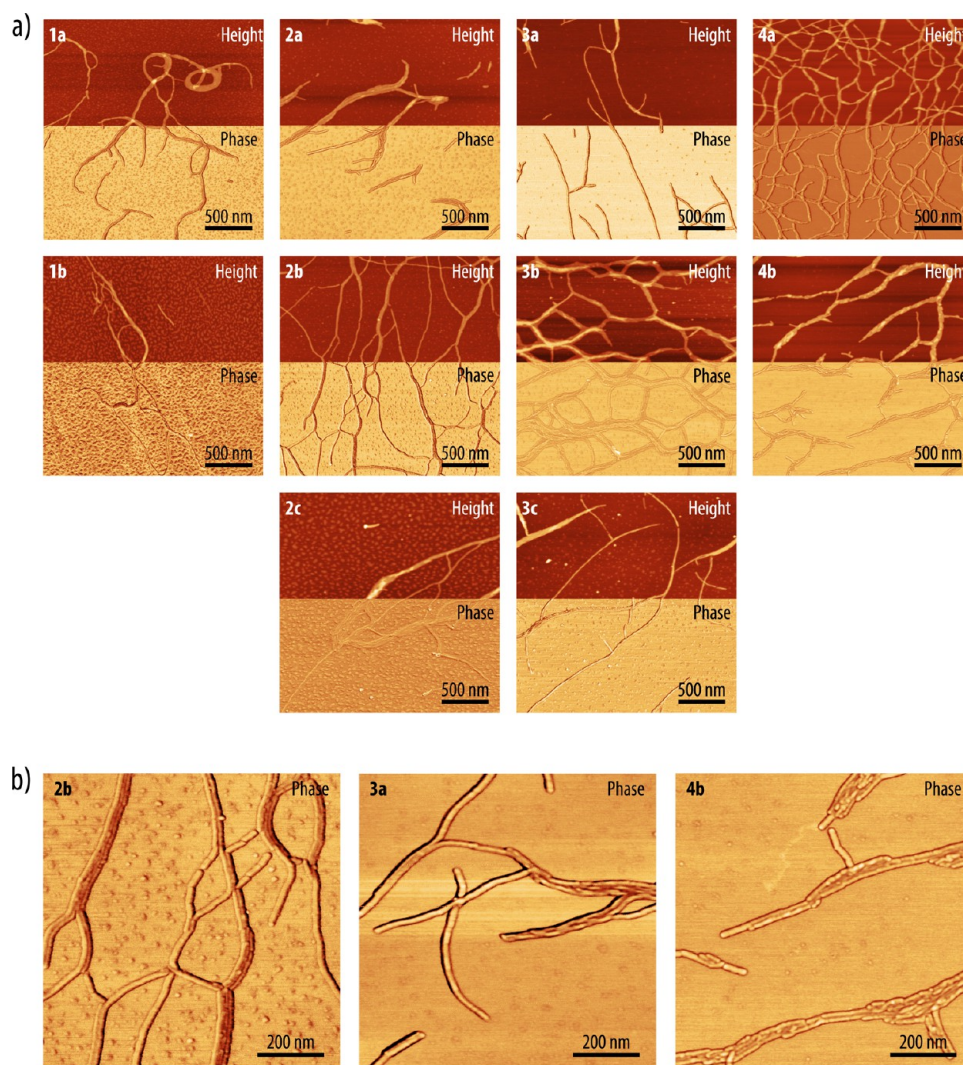 a)
1a Height
Phase
500 nm
2a Height
Phase
500 nm
3a Height
Phase
500 nm
4a Height
Phase
500 nm
1b Height
Phase
500 nm
2b Height
Phase
500 nm
3b Height
Phase
500 nm
4b Height
Phase
500 nm
2c Height
Phase
500 nm
3c Height
Phase
500 nm
b)
2b Phase
200 nm
3a Phase
200 nm
4b Phase
200 nm